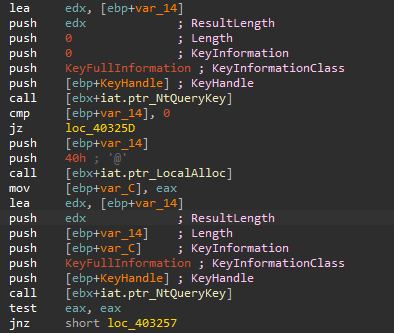 lea edx, [ebp+var_14]
push edx ; ResultLength
push 0 ; Length
push 0 ; KeyInformation
push KeyFullInformation ; KeyInformationClass
push [ebp+KeyHandle] ; KeyHandle
call [ebx+iat.ptr_NtQueryKey]
cmp [ebp+var_14], 0
jz loc_40325D
push [ebp+var_14]
push 40h ; '@'
call [ebx+iat.ptr_LocalAlloc]
mov [ebp+var_C], eax
lea edx, [ebp+var_14]
push edx ; ResultLength
push [ebp+var_14] ; Length
push [ebp+var_C] ; KeyInformation
push KeyFullInformation ; KeyInformationClass
push [ebp+KeyHandle] ; KeyHandle
call [ebx+iat.ptr_NtQueryKey]
test eax, eax
jnz short loc_403257